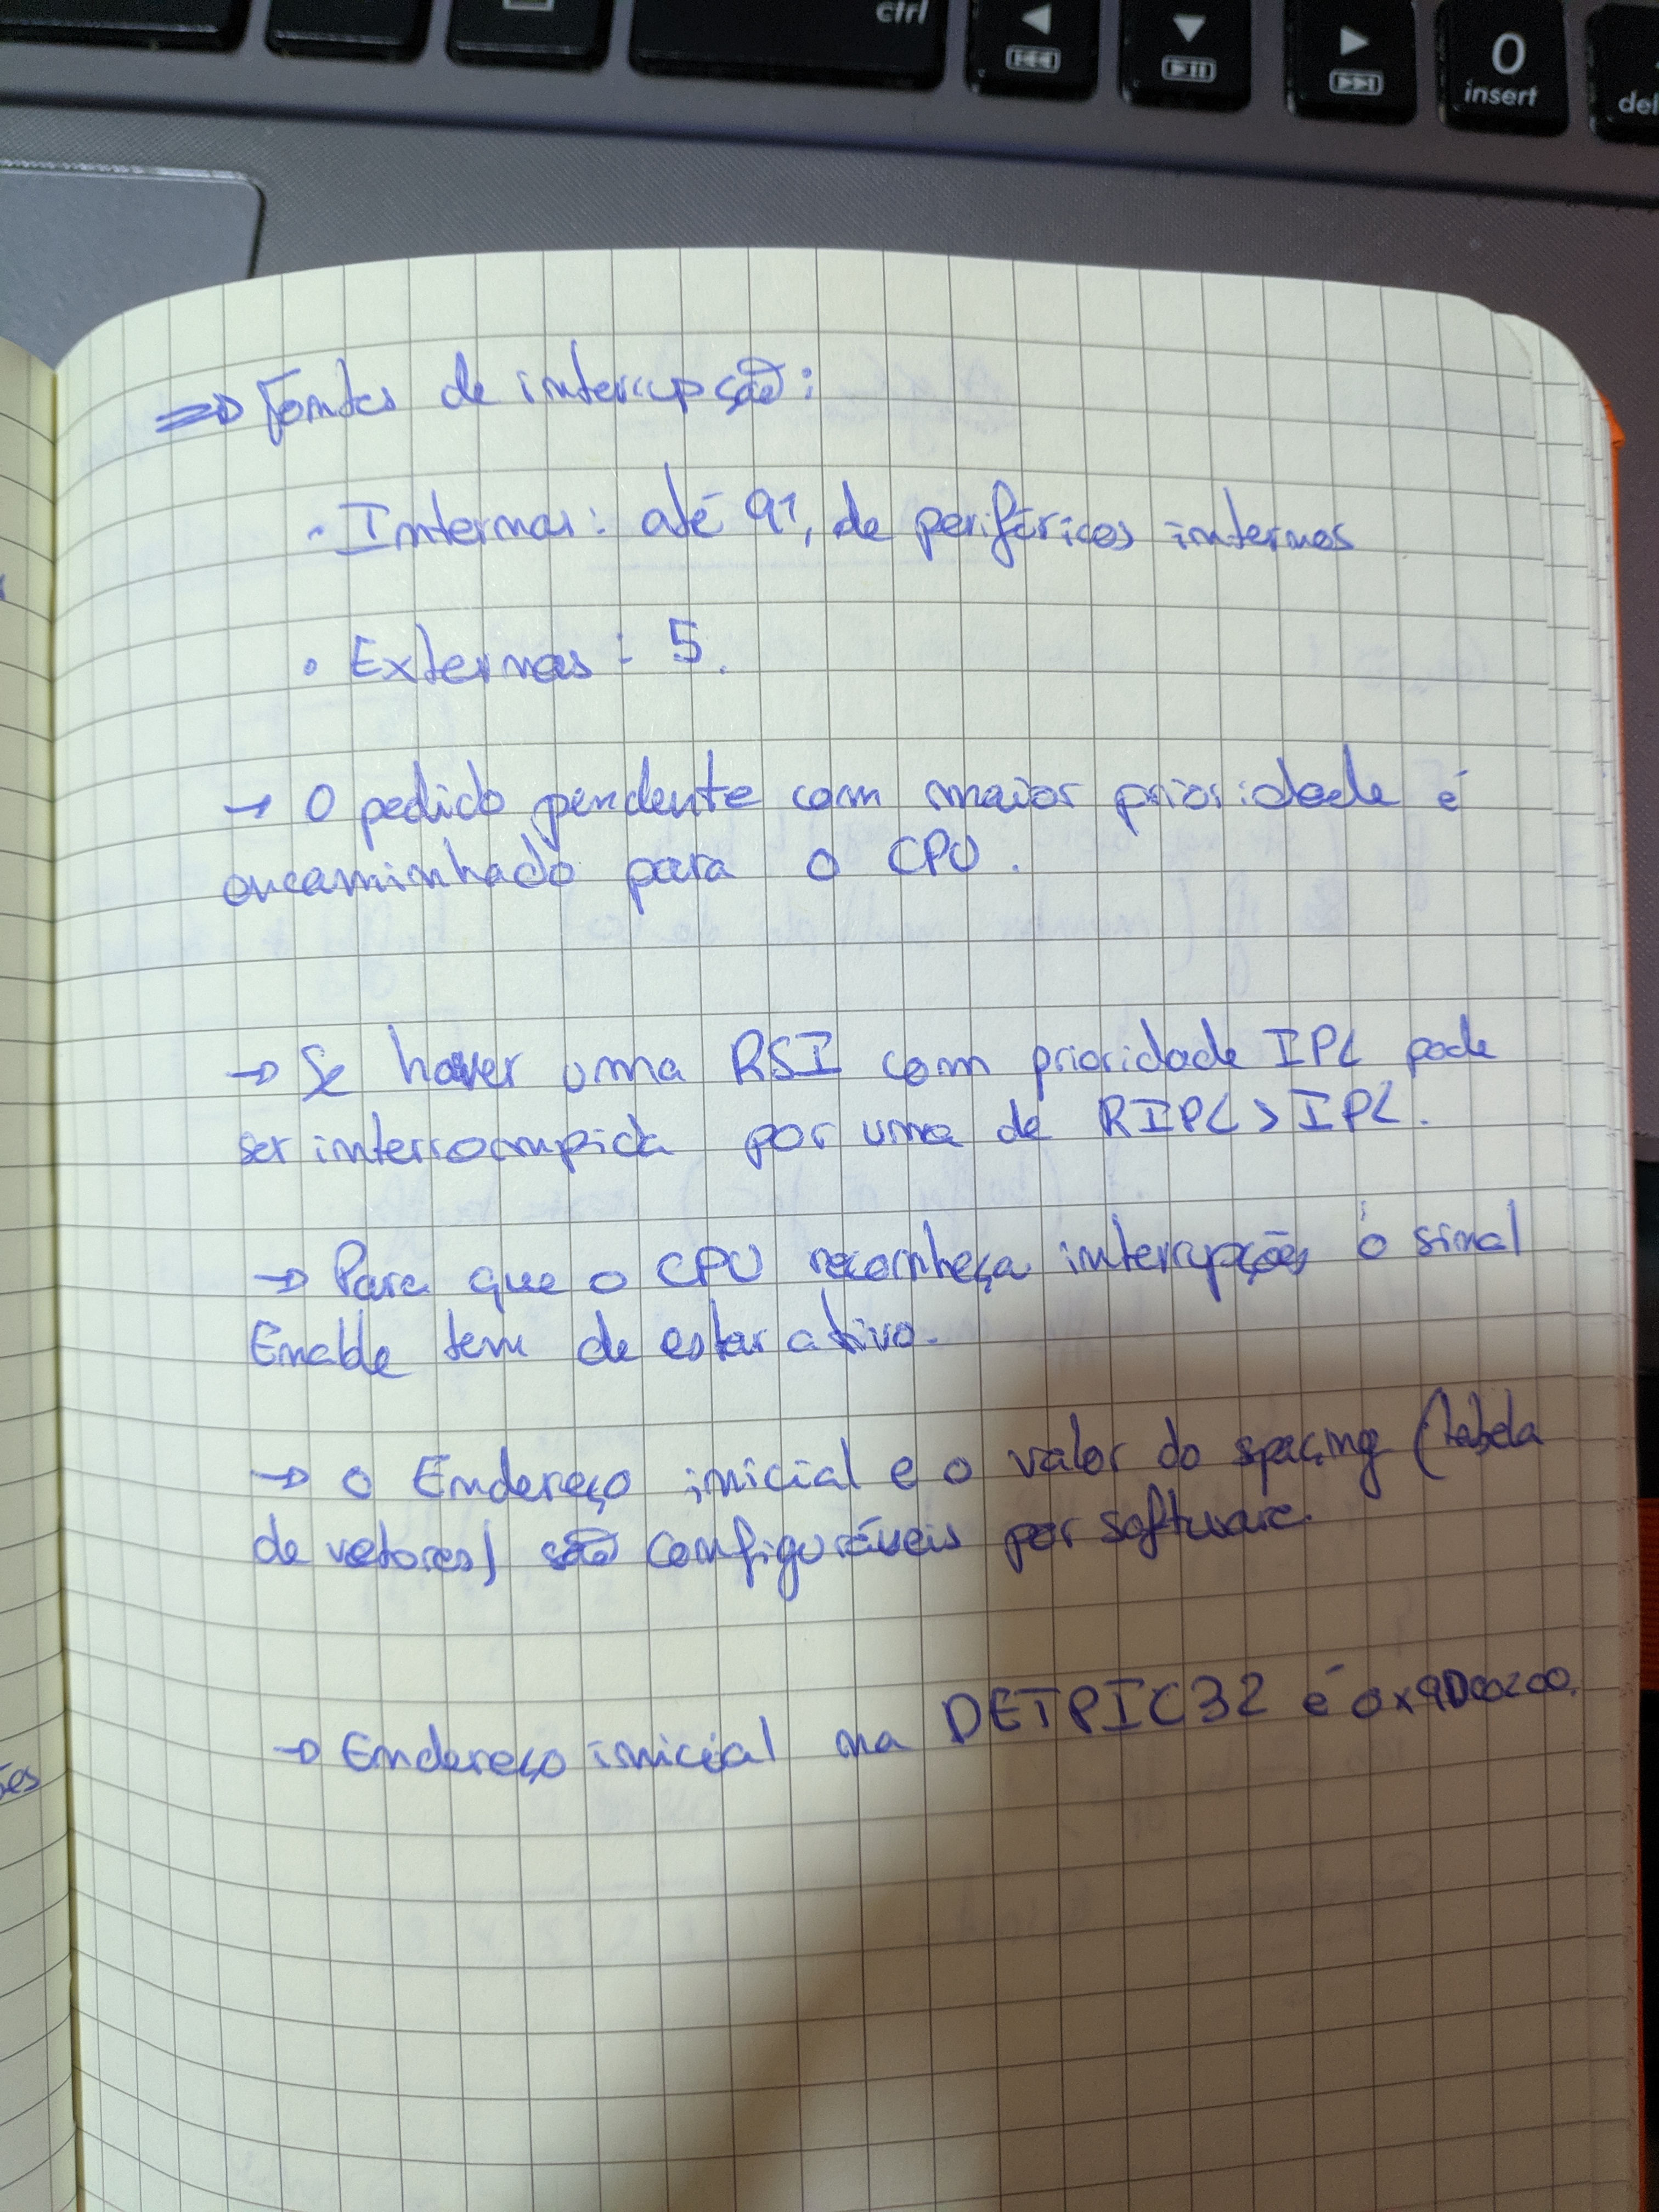 ctrl
0
insert
del
=> Fontes de interrupção:
· Internas: até 91, de periféricos internos
• Externas: 5.
→ O pedido pendente com maior prioridade é
encaminhado para o CPU.
→ Se haver uma RSI com prioridade IPL pode
ser interrompida por uma de RIPL > IPL.
→ Para que o CPU reconheça interrupções o sinal
Enable tem de estar ativo.
→ O Endereço inicial e o valor do spacing (tabela
de vetores) são configuráveis por software.
→ Endereço inicial na DETPIC32 é 0x9D000200.
ões